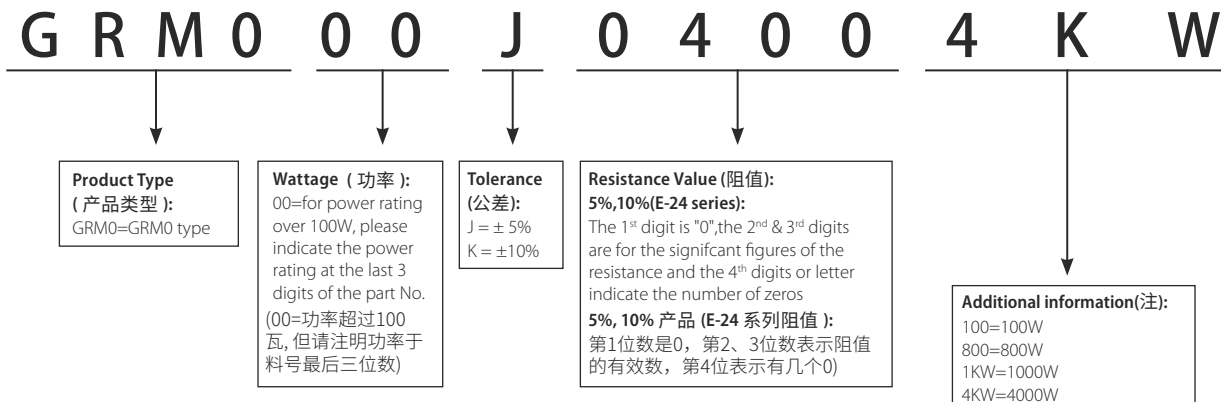 G R M 0 0 0 J 0 4 0 0 4 K W
Product Type
( 产品类型 ):
GRM0=GRM0 type
Wattage ( 功率 ):
00=for power rating
over 100W, please
indicate the power
rating at the last 3
digits of the part No.
(00=功率超过100
瓦, 但请注明功率于
料号最后三位数)
Tolerance
(公差):
J = ± 5%
K = ±10%
Resistance Value (阻值):
5%,10%(E-24 series):
The 1st digit is "0",the 2nd & 3rd digits
are for the signifcant figures of the
resistance and the 4th digits or letter
indicate the number of zeros
5%, 10% 产品 (E-24 系列阻值 ):
第1位数是0，第2、3位数表示阻值
的有效数，第4位表示有几个0)
Additional information(注):
100=100W
800=800W
1KW=1000W
4KW=4000W